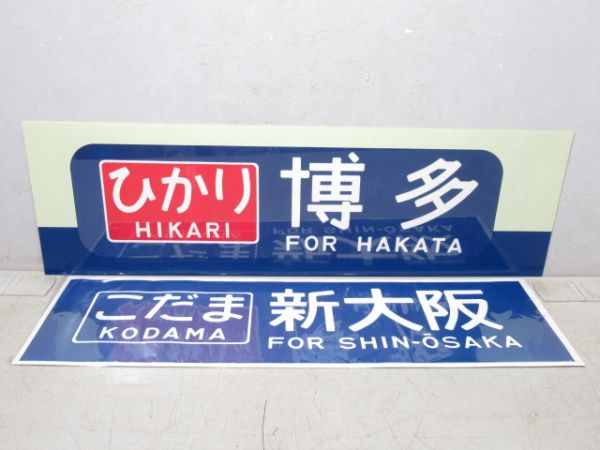 ひかり 博多
HIKARI FOR HAKATA
こだま 新大阪
KODAMA FOR SHIN-ŌSAKA